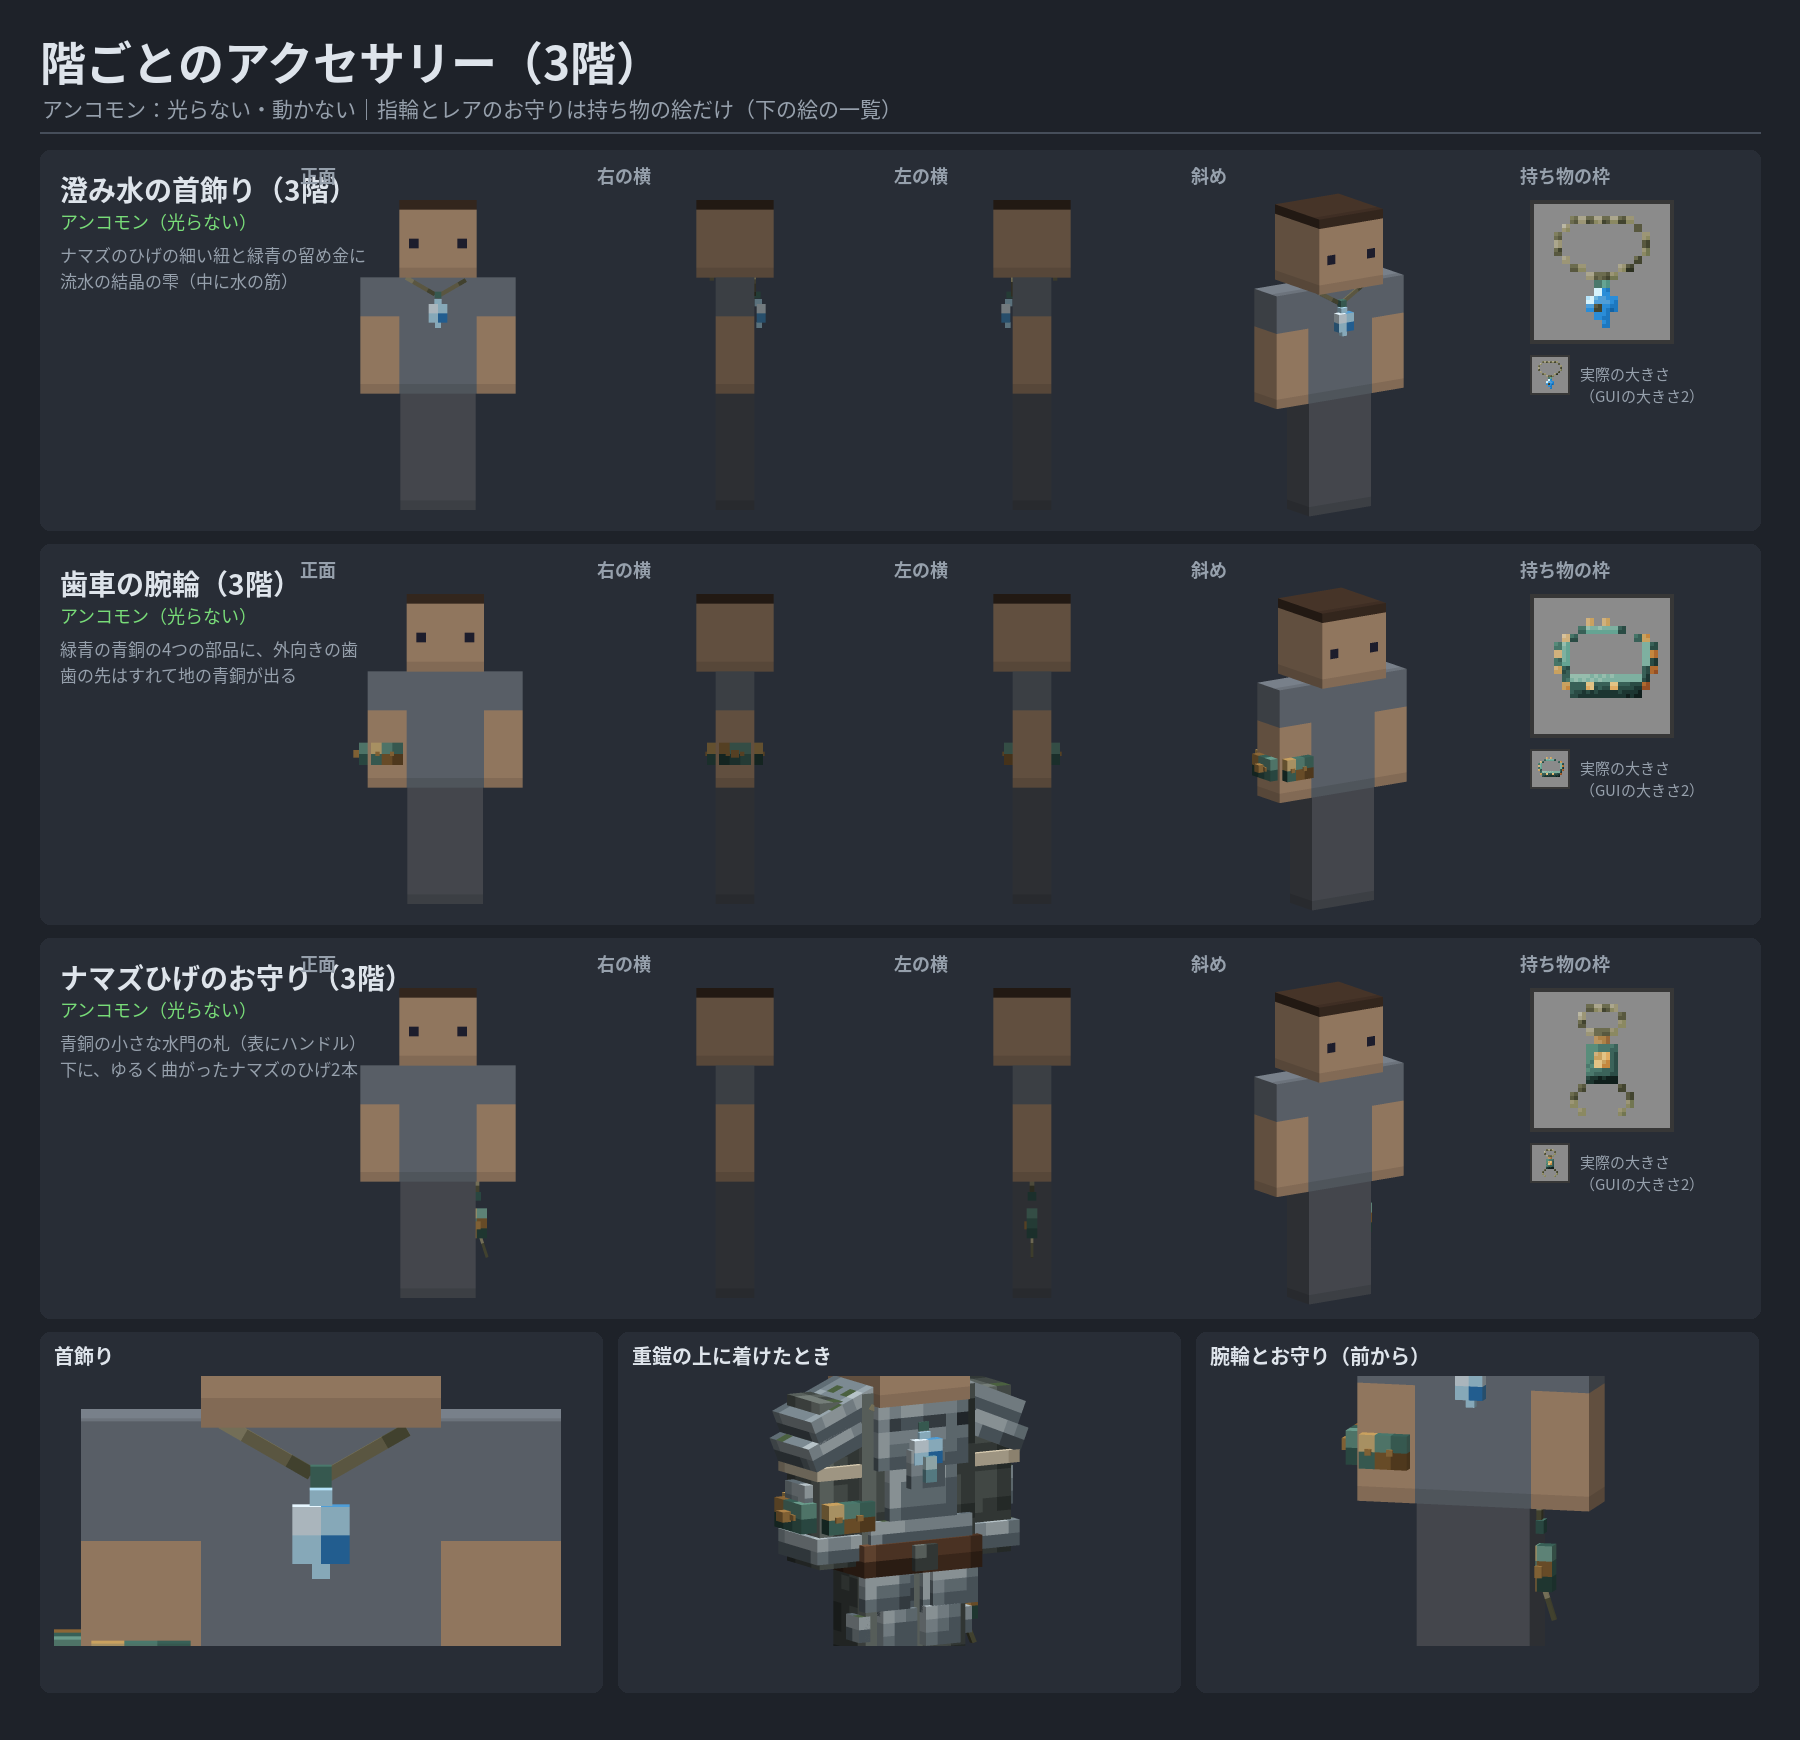 階ごとのアクセサリー（3階）
アンコモン：光らない・動かない｜指輪とレアのお守りは持ち物の絵だけ（下の絵の一覧）
澄み水の首飾り（3階）
正面
右の横
左の横
斜め
持ち物の枠
アンコモン（光らない）
ナマズのひげの細い紐と緑青の留め金に
流水の結晶の雫（中に水の筋）
実際の大きさ
（GUIの大きさ2）
歯車の腕輪（3階）
正面
右の横
左の横
斜め
持ち物の枠
アンコモン（光らない）
緑青の青銅の4つの部品に、外向きの歯
歯の先はすれて地の青銅が出る
実際の大きさ
（GUIの大きさ2）
ナマズひげのお守り（3階）
正面
右の横
左の横
斜め
持ち物の枠
アンコモン（光らない）
青銅の小さな水門の札（表にハンドル）
下に、ゆるく曲がったナマズのひげ2本
実際の大きさ
（GUIの大きさ2）
首飾り
重鎧の上に着けたとき
腕輪とお守り（前から）